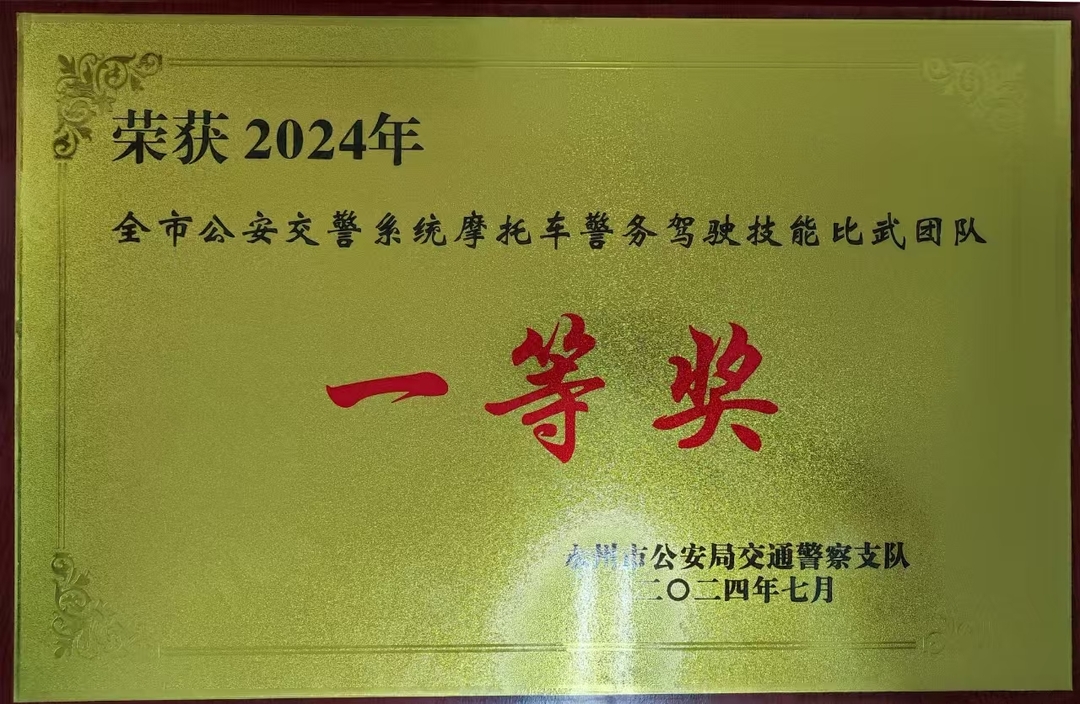 荣获 2024年
全市公安交警系统摩托车警务驾驶技能比武团队
一等奖
州市公安局交通警察支队
二〇二四年七月